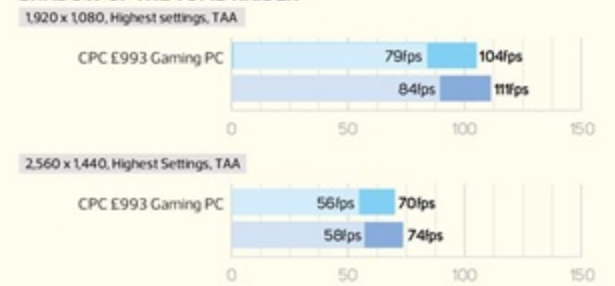 1,920 x 1,080, Highest settings, TAA
CPC £993 Gaming PC
79fps 104fps
84fps 111fps
0 50 100 150
2,560 x 1,440, Highest Settings, TAA
CPC £993 Gaming PC
56fps 70fps
58fps 74fps
0 50 100 150